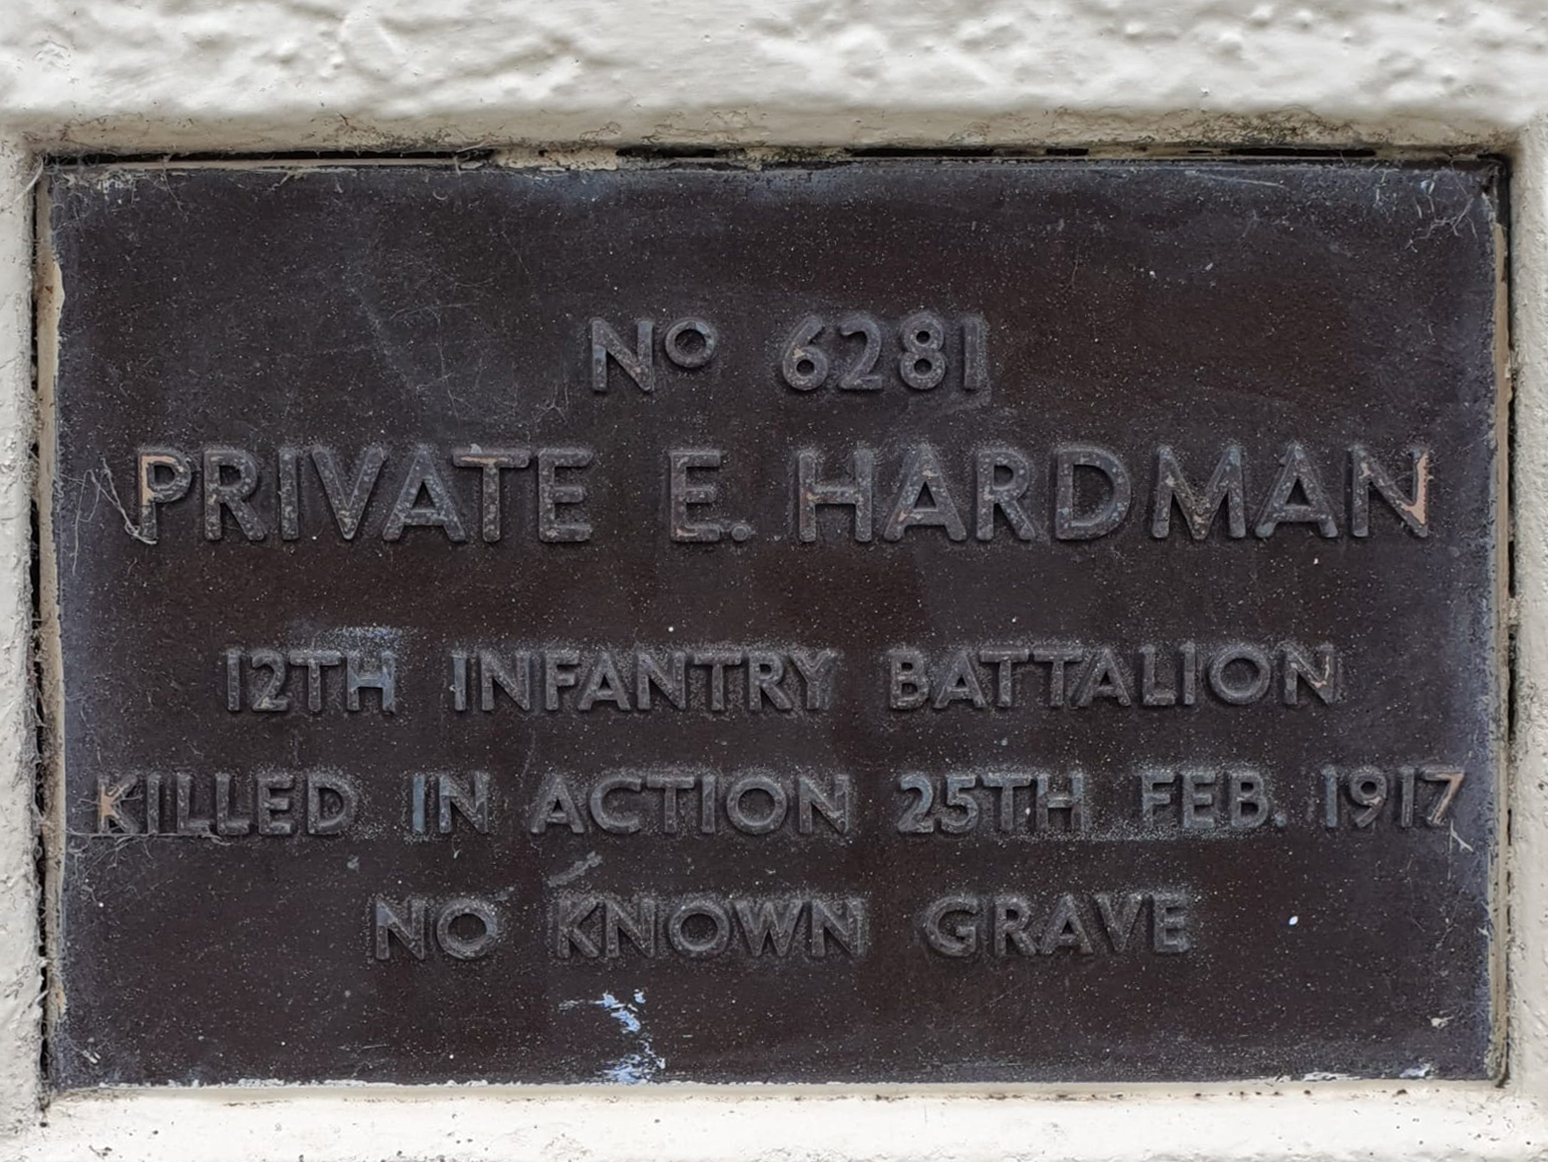 No 6281
PRIVATE E. HARDMAN
12TH INFANTRY BATTALION
KILLED IN ACTION 25TH FEB. 1917
NO KNOWN GRAVE